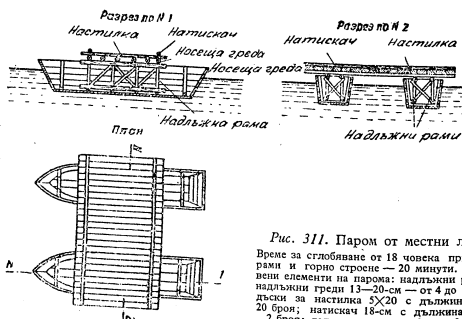 Разрез по N 1
Настилка
Натискач
Носеща греда
Носеща греда
Надлъжна рама
Разрез по N 2
Натискач
Настилка
Надлъжни рами
План
N
N
1
Рис. 311. Паром от местни
Време за сглобяване от 18 човека
рами и горно строене — 20 минути.
вени елементи на парома: надлъжни
надлъжни греди 13—20-см — от 4 до
дъски за настилка 5×20 с дължин
20 броя; натискач 18-см с дължина